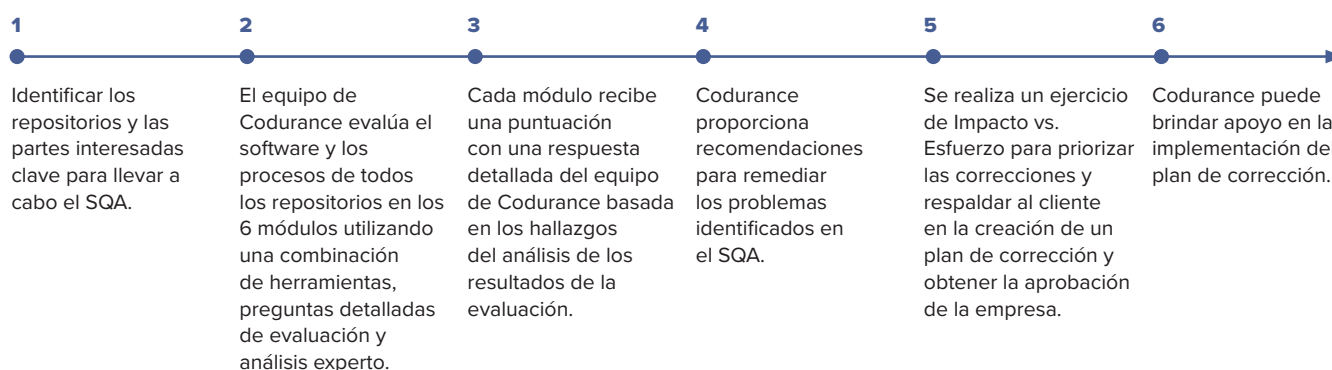 1
Identificar los
repositorios y las
partes interesadas
clave para llevar a
cabo el SQA.
2
El equipo de
Codurance evalúa el
software y los
procesos de todos
los repositorios en los
6 módulos utilizando
una combinación
de herramientas,
preguntas detalladas
de evaluación y
análisis experto.
3
Cada módulo recibe
una puntuación
con una respuesta
detallada del equipo
de Codurance basada
en los hallazgos
del análisis de los
resultados de la
evaluación.
4
Codurance
proporciona
recomendaciones
para remediar
los problemas
identificados en
el SQA.
5
Se realiza un ejercicio
de Impacto vs.
Esfuerzo para priorizar
las correcciones y
respaldar al cliente
en la creación de un
plan de corrección y
obtener la aprobación
de la empresa.
6
Codurance puede
brindar apoyo en la
implementación de
plan de corrección.